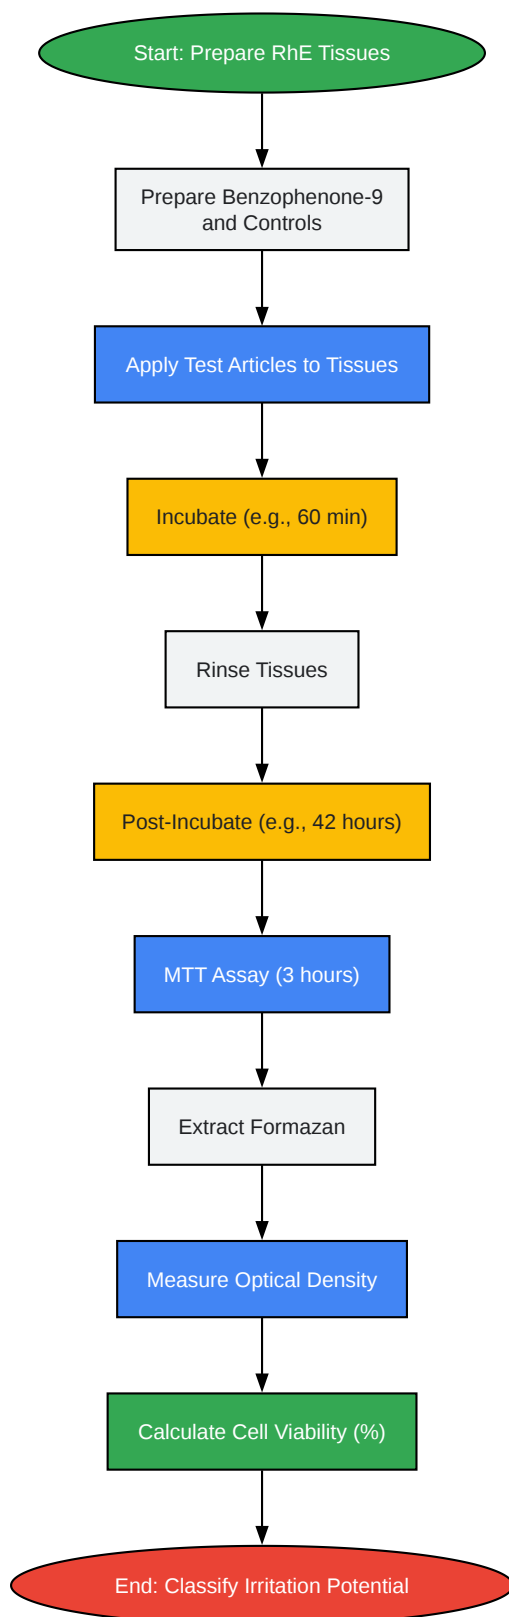 Start: Prepare RhE Tissues
Prepare Benzophenone-9
and Controls
Apply Test Articles to Tissues
Incubate (e.g., 60 min)
Rinse Tissues
Post-Incubate (e.g., 42 hours)
MTT Assay (3 hours)
Extract Formazan
Measure Optical Density
Calculate Cell Viability (%)
End: Classify Irritation Potential